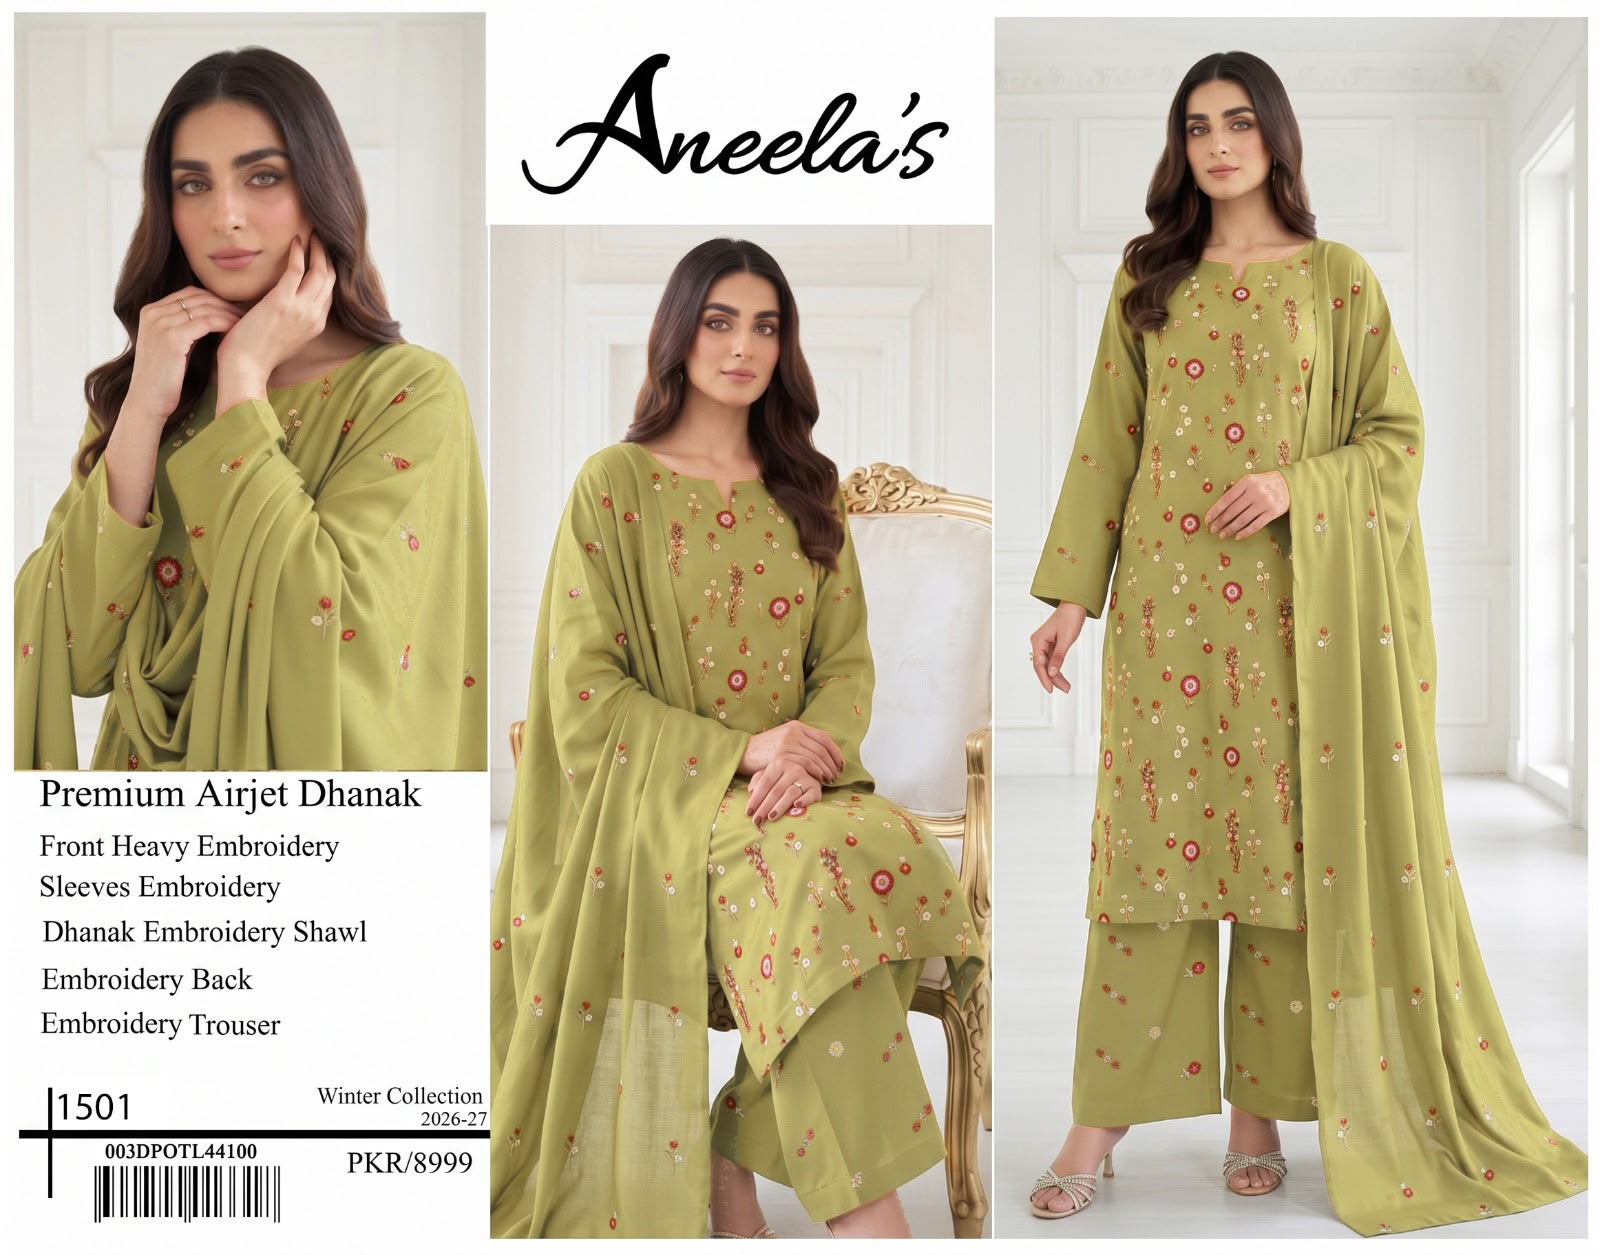 Aneela's
Premium Airjet Dhanak
Front Heavy Embroidery
Sleeves Embroidery
Dhanak Embroidery Shawl
Embroidery Back
Embroidery Trouser
1501
Winter Collection
2026-27
003DPOTL44100
PKR/8999